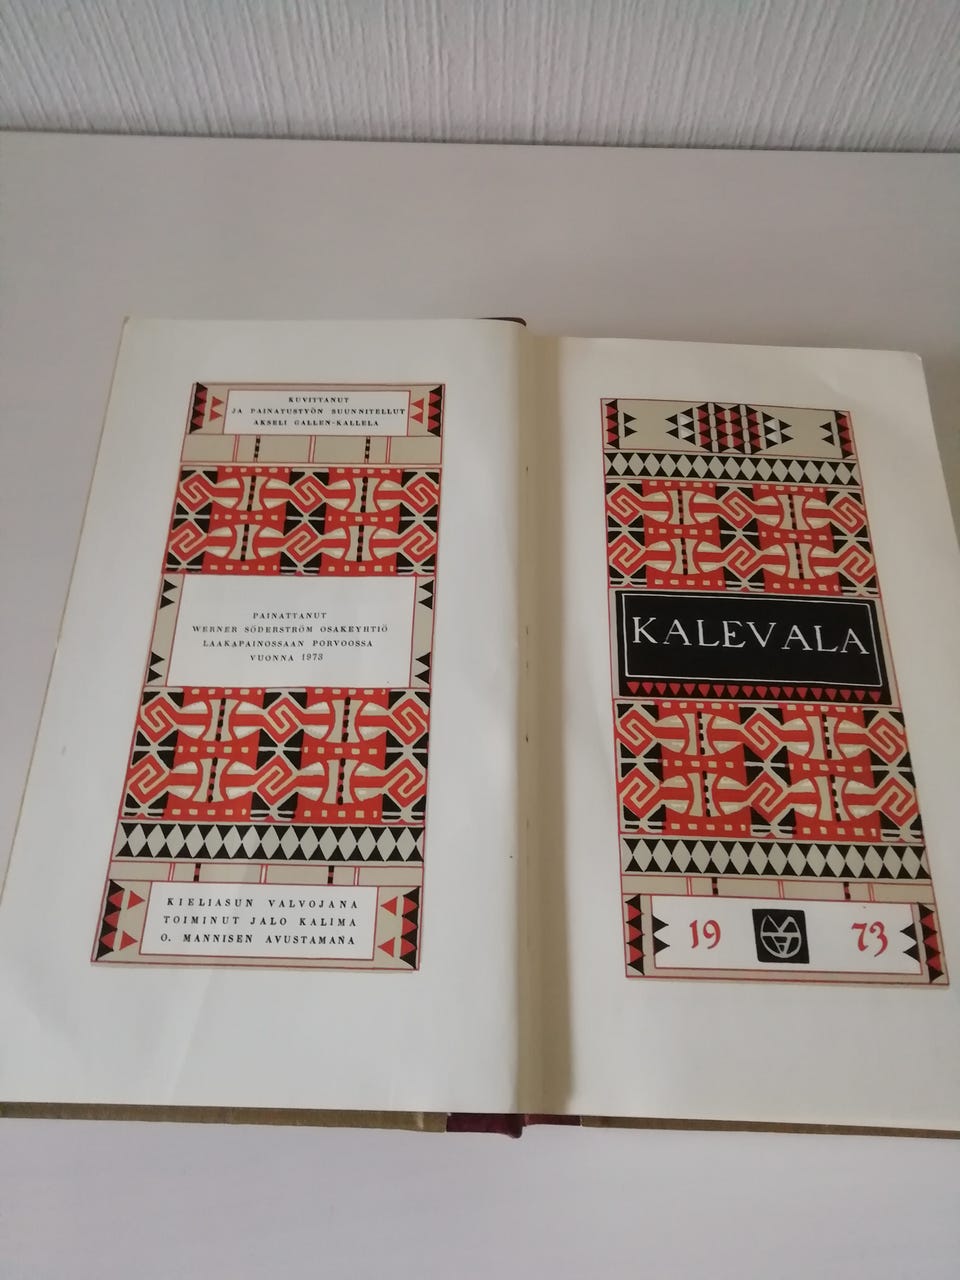 KUVITTANUT
JA PAINATUSTYÖN SUUNNITELLUT
AKSELI GALLEN-KALLELA
PAINATTANUT
WERNER SÖDERSTRÖM OSAKEYHTIÖ
LAAKAPAINOSSAAN PORVOOSSA
VUONNA 1973
KIELIASUN VALVOJANA
TOIMINUT JALO KALIMA
O. MANNISEN AVUSTAMANA
KALEVALA
19 73